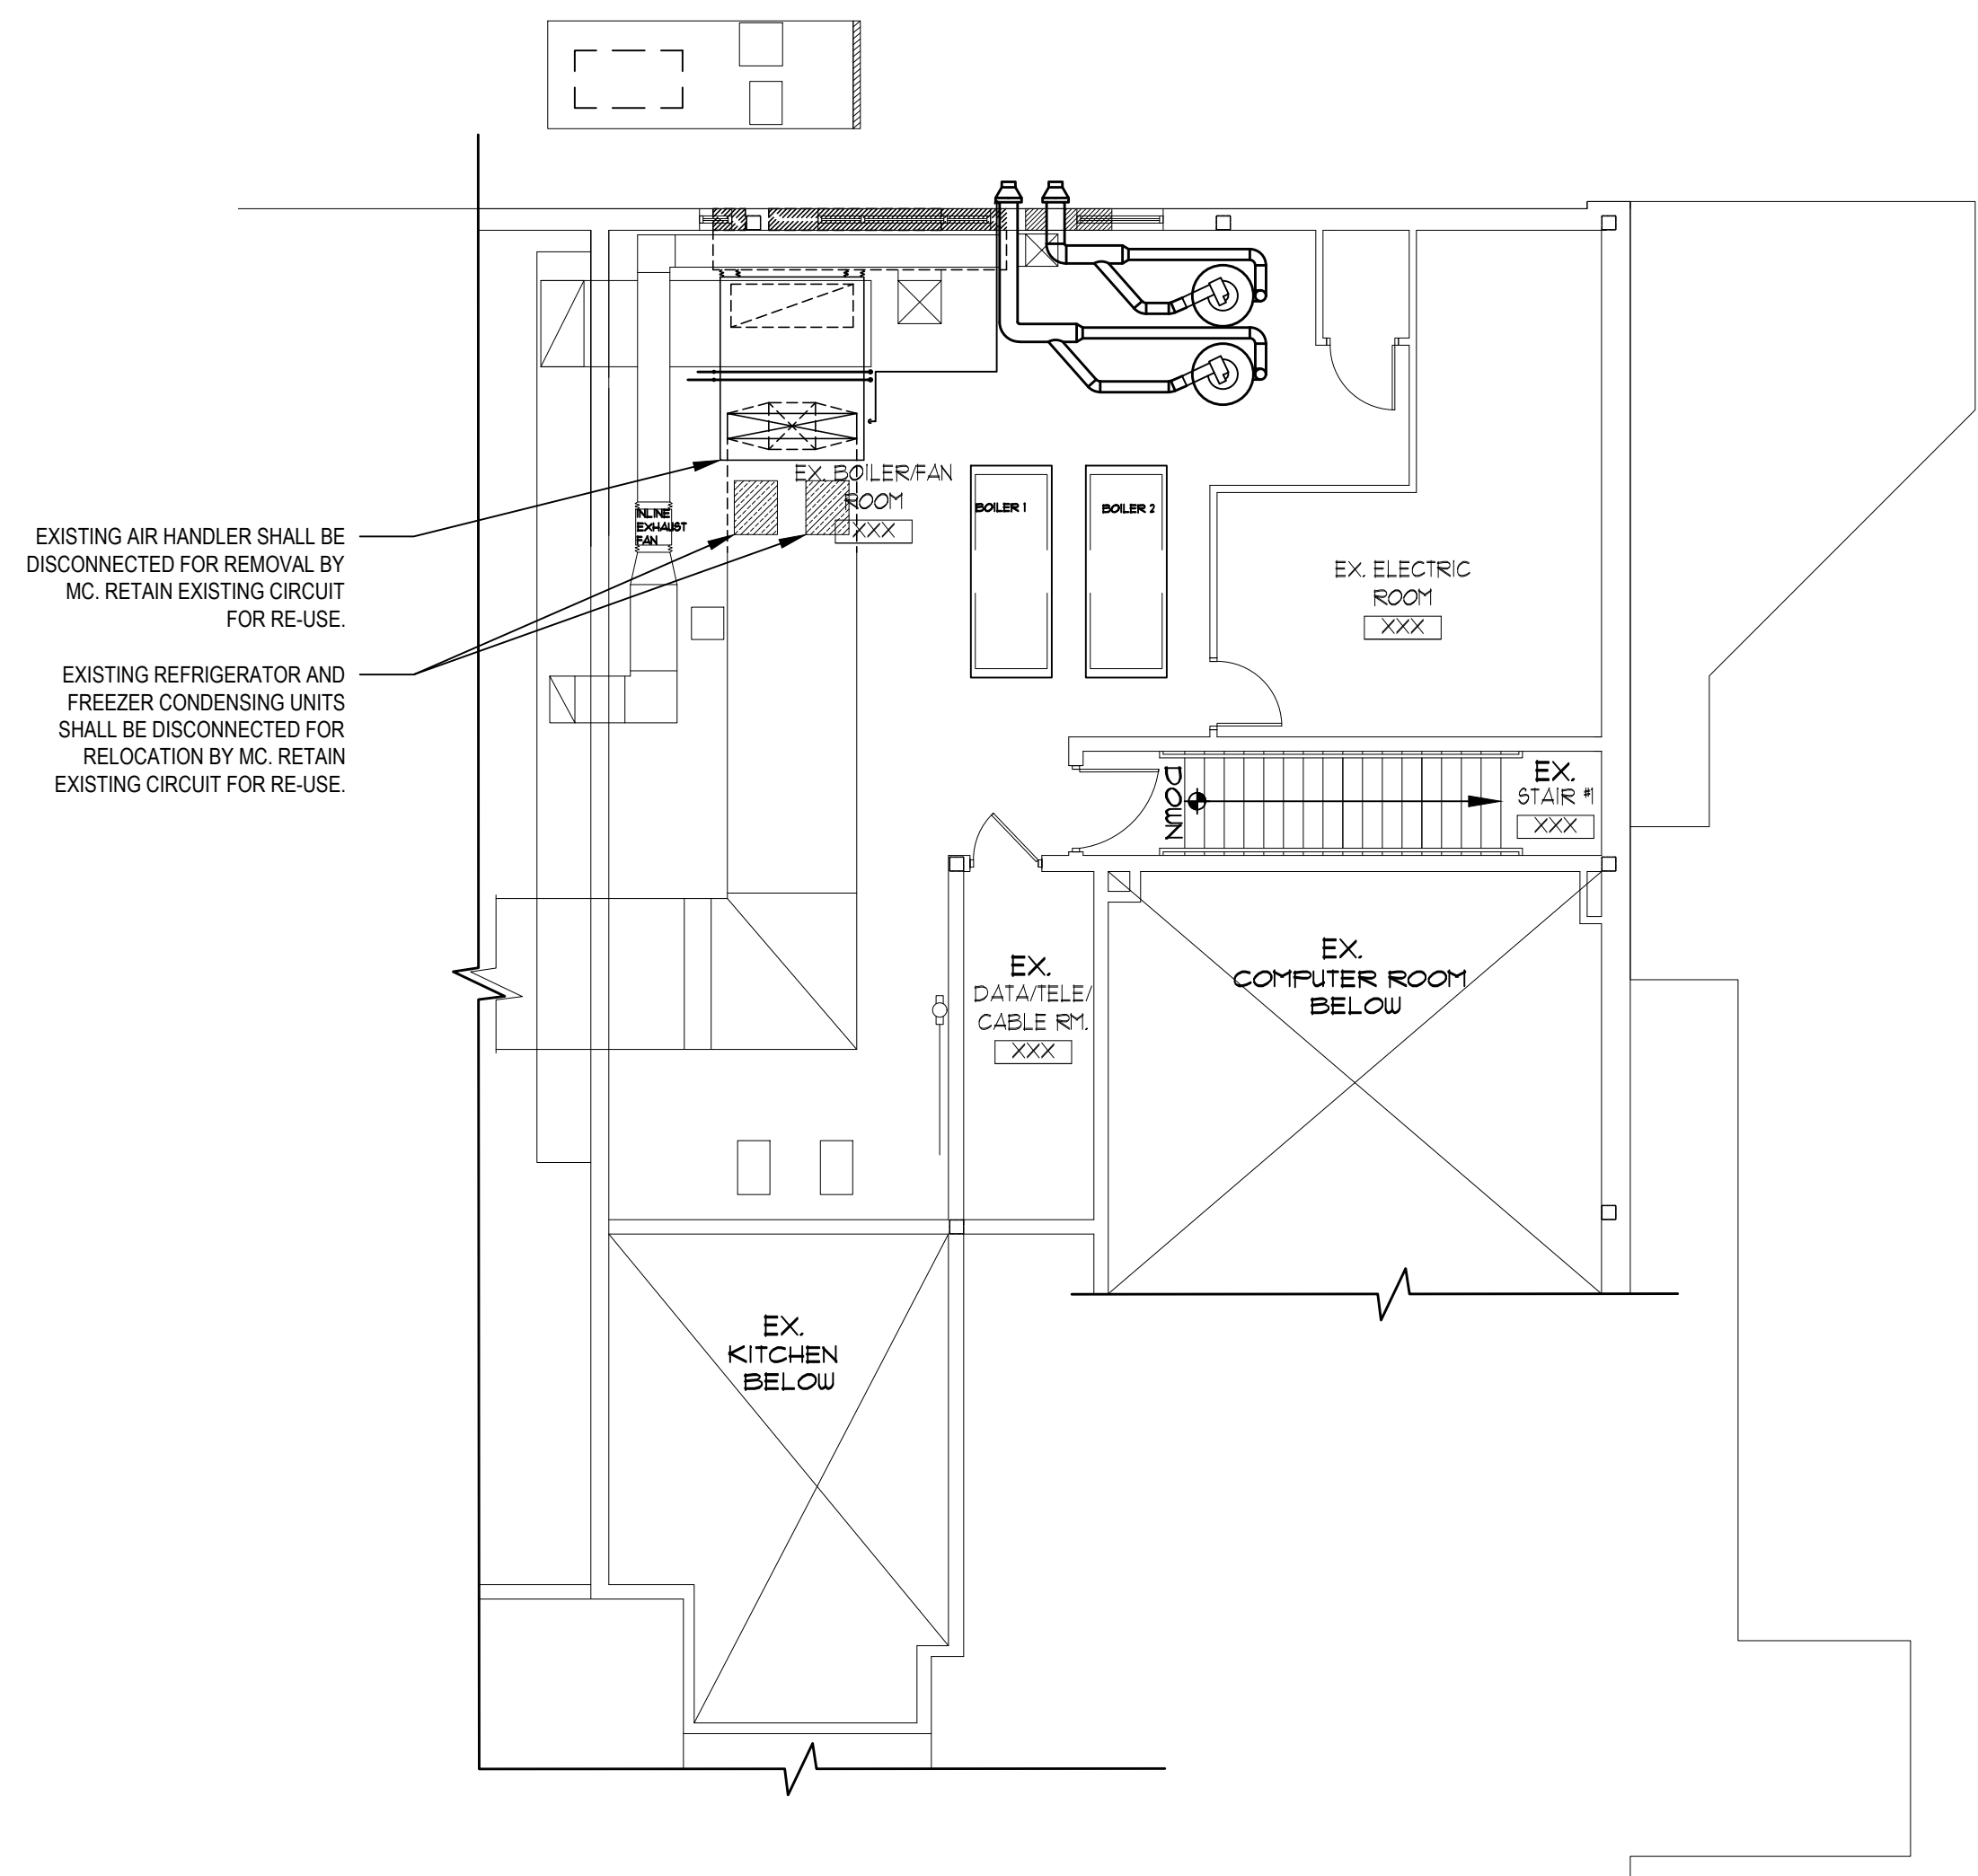 EXISTING AIR HANDLER SHALL BE
DISCONNECTED FOR REMOVAL BY
MC. RETAIN EXISTING CIRCUIT
FOR RE-USE.
EXISTING REFRIGERATOR AND
FREEZER CONDENSING UNITS
SHALL BE DISCONNECTED FOR
RELOCATION BY MC. RETAIN
EXISTING CIRCUIT FOR RE-USE.
INLINE
EXHAUST
FAN
EX. BOILER/FAN
ROOM
XXX
BOILER 1
BOILER 2
EX. ELECTRIC
ROOM
XXX
DOWN
EX.
STAIR #1
XXX
EX.
DATA/TELE/
CABLE RM.
XXX
EX.
COMPUTER ROOM
BELOW
EX.
KITCHEN
BELOW